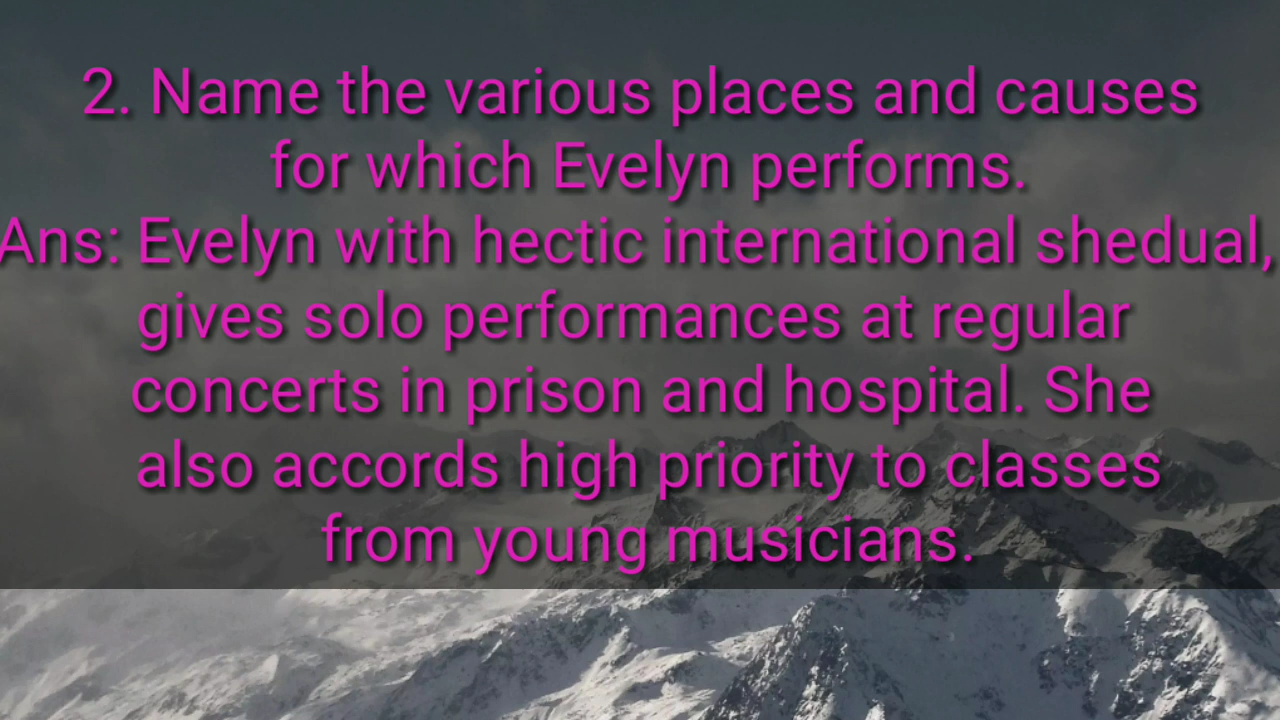 2. Name the various places and causes
for which Evelyn performs.
Ans: Evelyn with hectic international shedual,
gives solo performances at regular
concerts in prison and hospital. She
also accords high priority to classes
from young musicians.